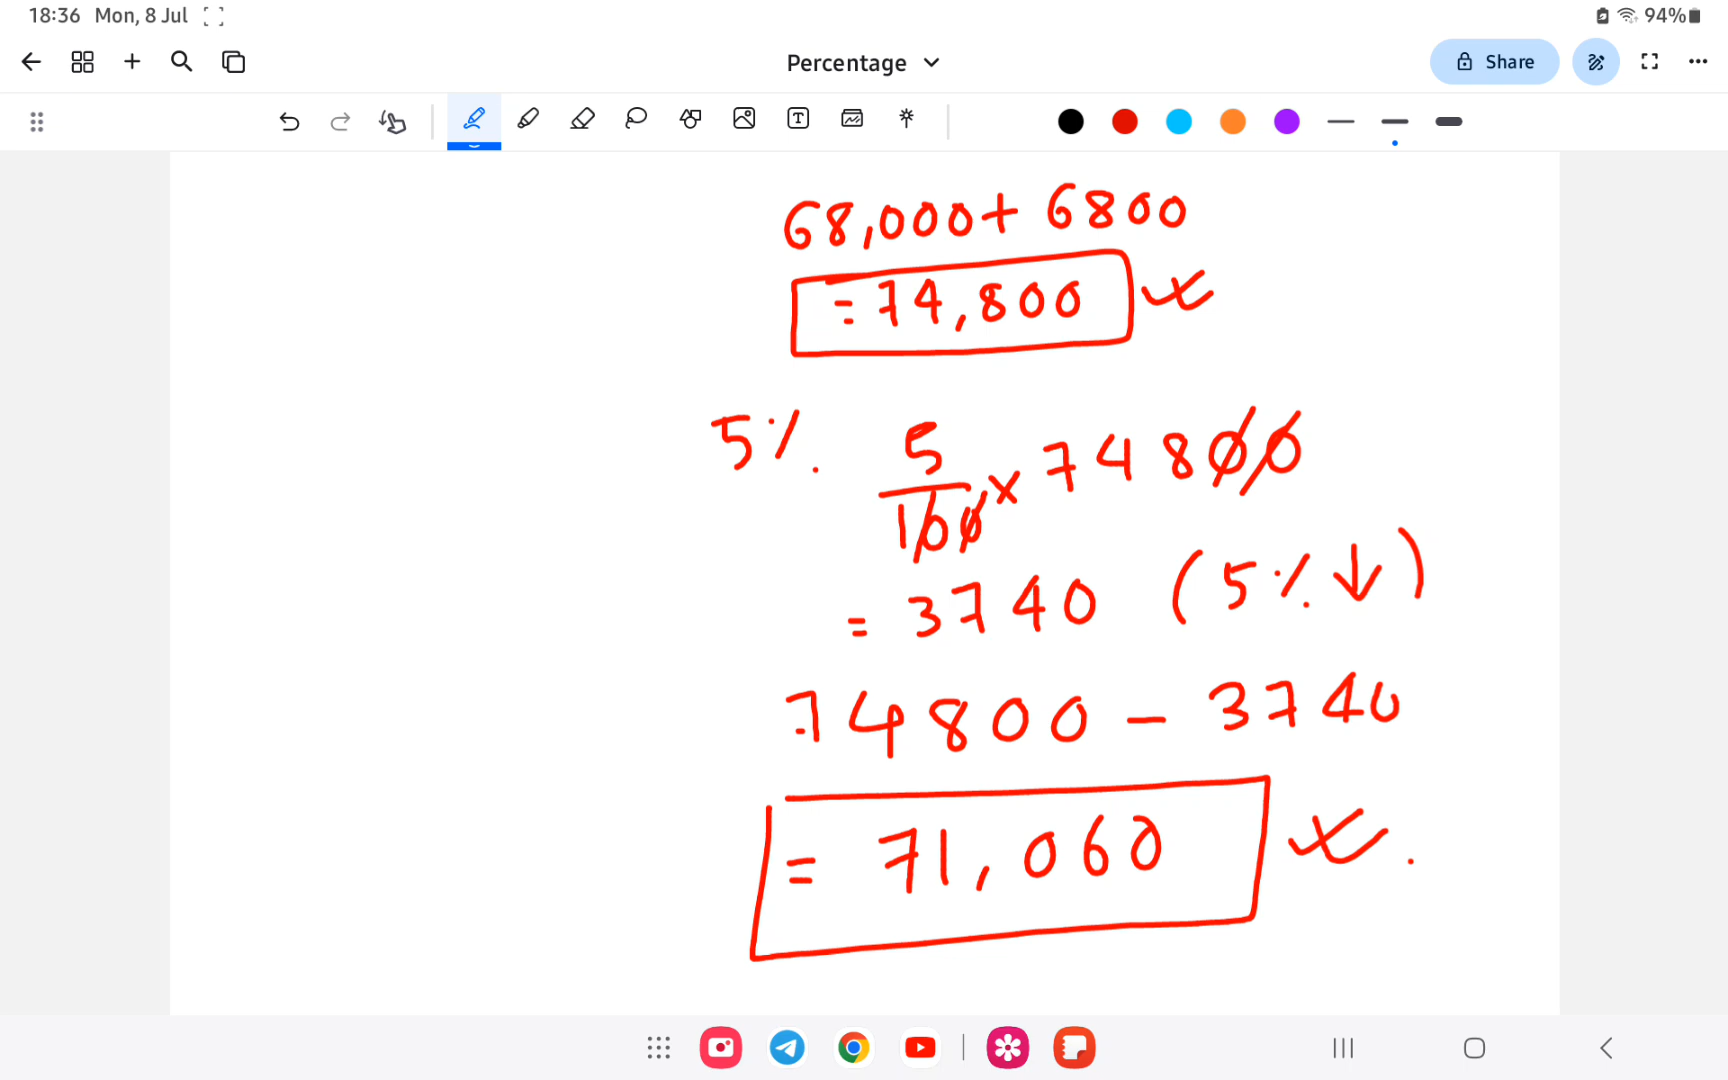 18:36 Mon, 8 Jul 94%
Percentage
Share
68,000 + 6800
= 74,800
5%. 5/100 × 74800
= 3740 (5%. ↓)
74800 - 3740
= 71,060